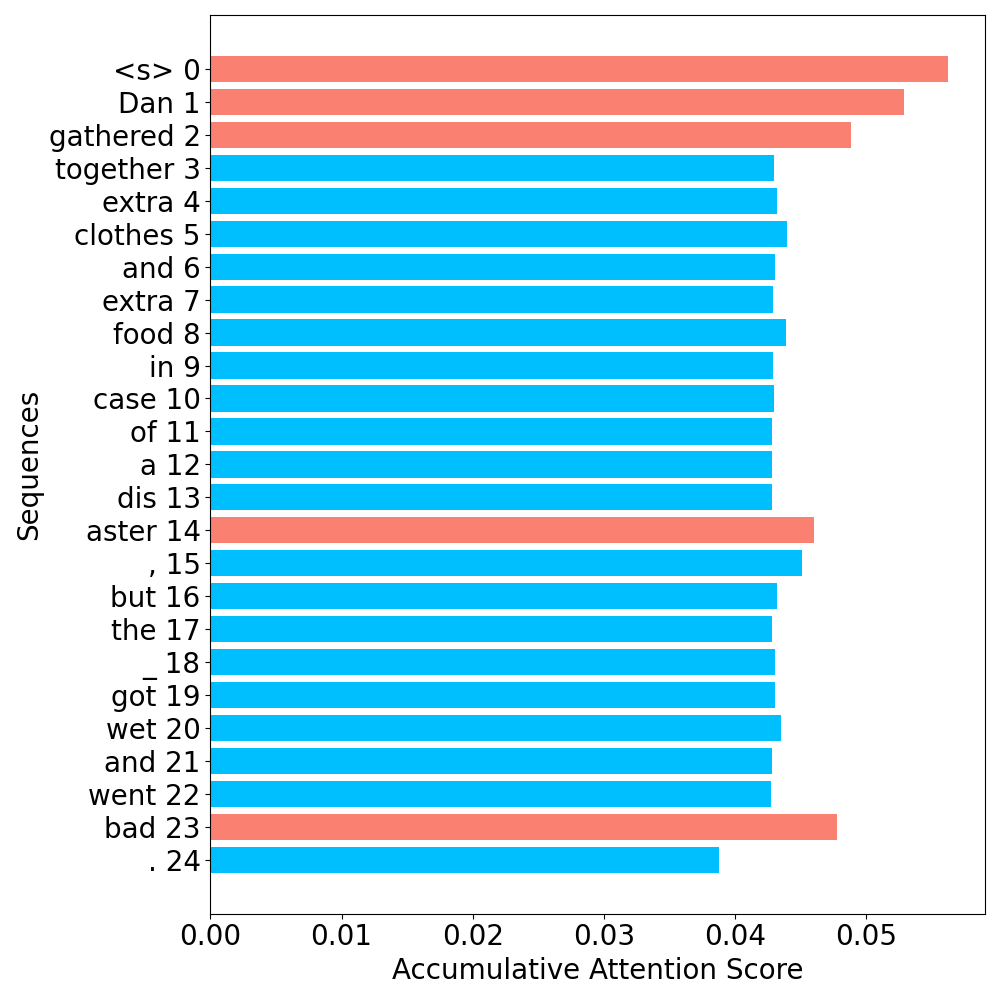 <s> 0
Dan 1
gathered 2
together 3
extra 4
clothes 5
and 6
extra 7
food 8
in 9
case 10
of 11
a 12
dis 13
aster 14
, 15
but 16
the 17
_ 18
got 19
wet 20
and 21
went 22
bad 23
. 24
Sequences
0.00 0.01 0.02 0.03 0.04 0.05
Accumulative Attention Score